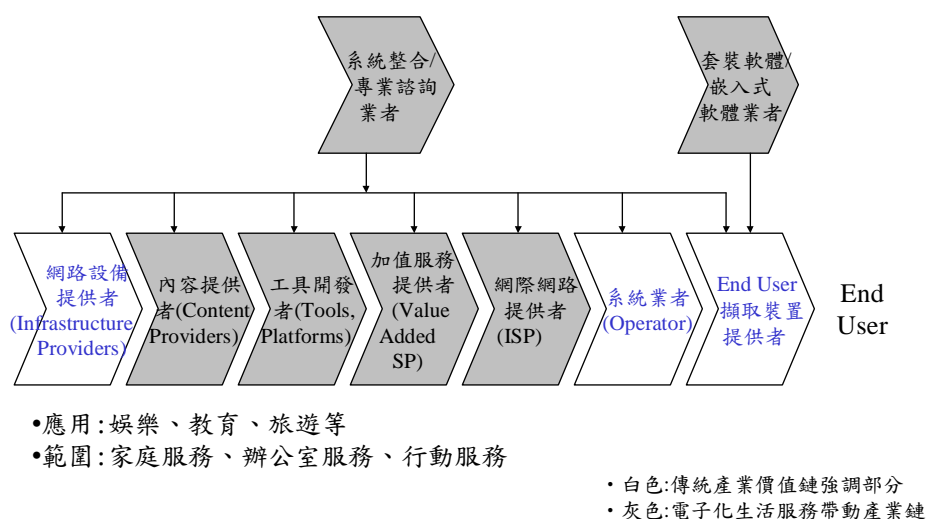 系統整合/
專業諮詢
業者
套裝軟體/
嵌入式
軟體業者
網路設備
提供者
(Infrastructure
Providers)
內容提供
者(Content
Providers)
工具開發
者(Tools,
Platforms)
加值服務
提供者
(Value
Added
SP)
網際網路
提供者
(ISP)
系統業者
(Operator)
End User
擷取裝置
提供者
End
User
•應用:娛樂、教育、旅遊等
•範圍:家庭服務、辦公室服務、行動服務
•白色:傳統產業價值鏈強調部分
•灰色:電子化生活服務帶動產業鏈